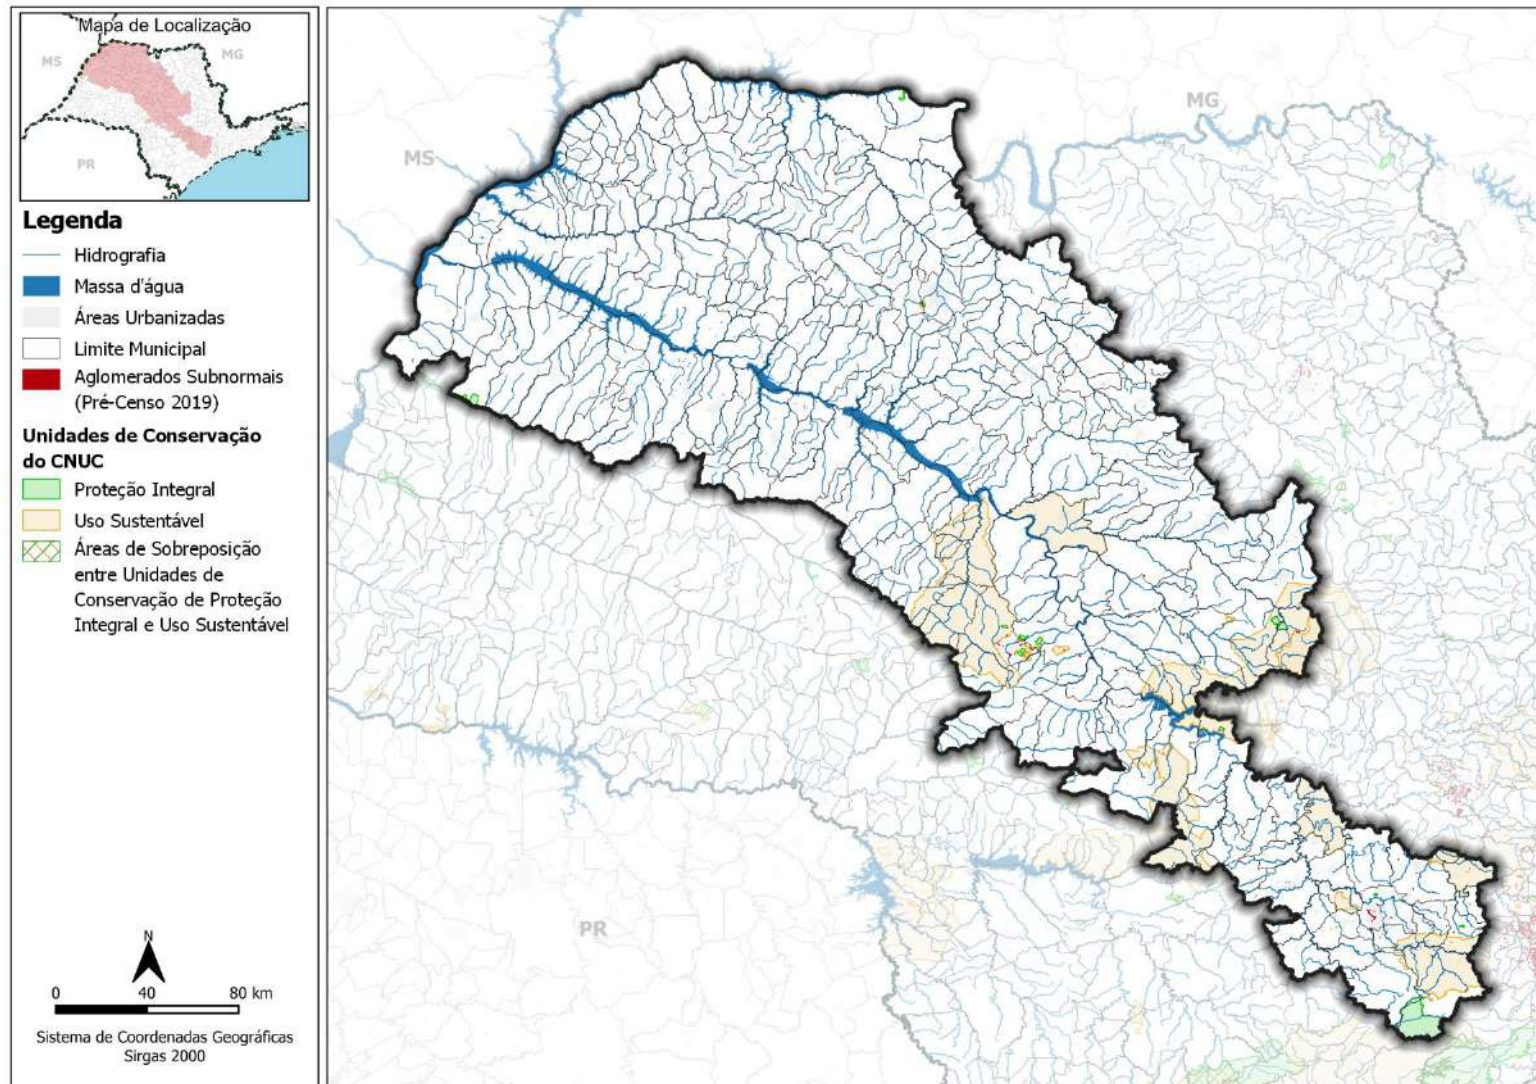 Mapa de Localização
MS
MG
PR
Legenda
Hidrografia
Massa d'água
Áreas Urbanizadas
Limite Municipal
Aglomerados Subnormais
(Pré-Censo 2019)
Unidades de Conservação
do CNUC
Proteção Integral
Uso Sustentável
Áreas de Sobreposição
entre Unidades de
Conservação de Proteção
Integral e Uso Sustentável
N
0 40 80 km
Sistema de Coordenadas Geográficas
Sirgas 2000
MG
MS
PR